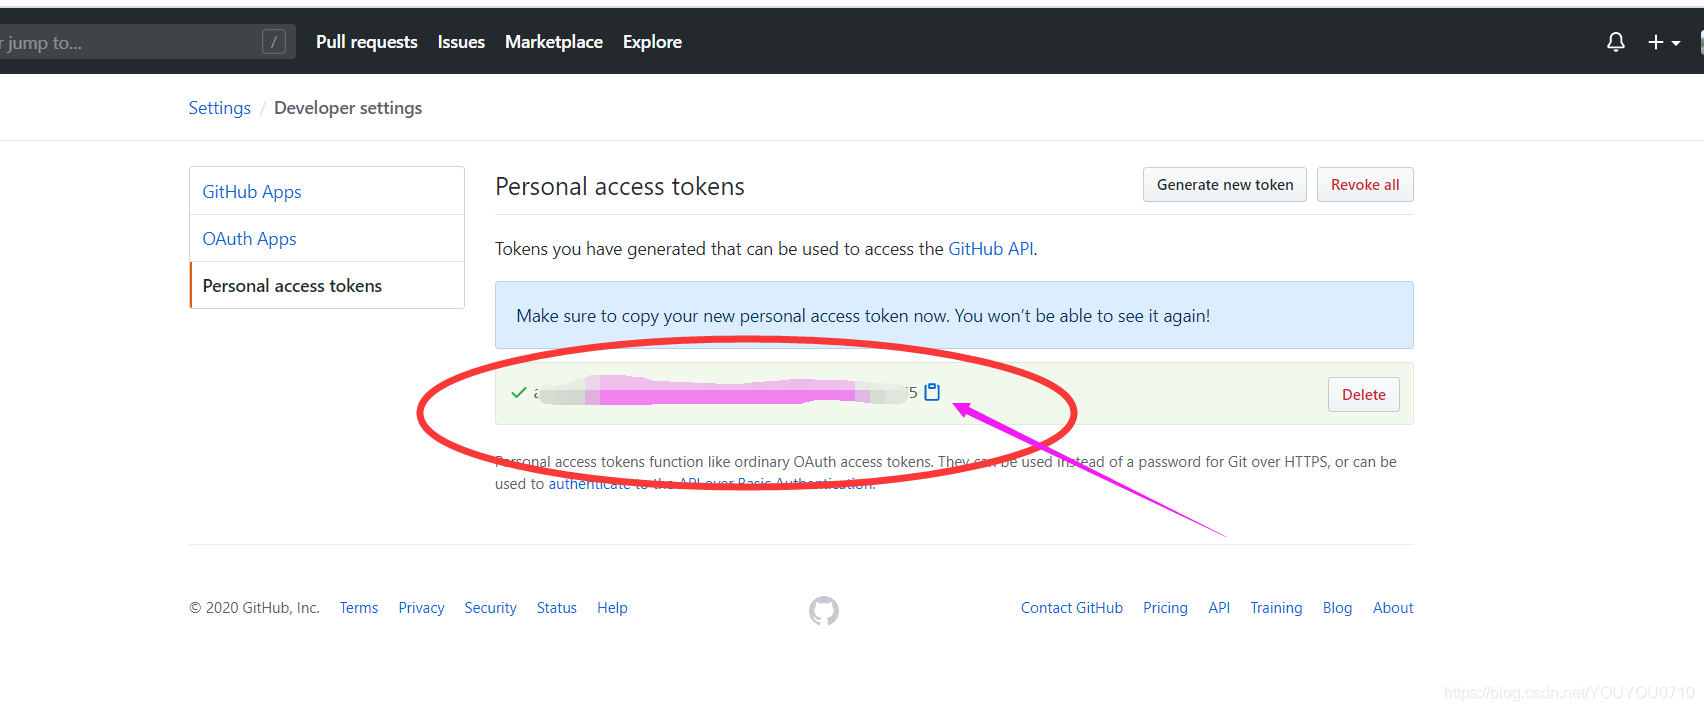 r jump to... /
Pull requests Issues Marketplace Explore
Settings / Developer settings
GitHub Apps
OAuth Apps
Personal access tokens
Personal access tokens
Generate new token Revoke all
Tokens you have generated that can be used to access the GitHub API.
Make sure to copy your new personal access token now. You won't be able to see it again!
Delete
Personal access tokens function like ordinary OAuth access tokens. They can be used instead of a password for Git over HTTPS, or can be
used to authenticate to the API over Basic Authentication.
© 2020 GitHub, Inc. Terms Privacy Security Status Help
Contact GitHub Pricing API Training Blog About
https://blog.csdn.net/YOUYOU0710